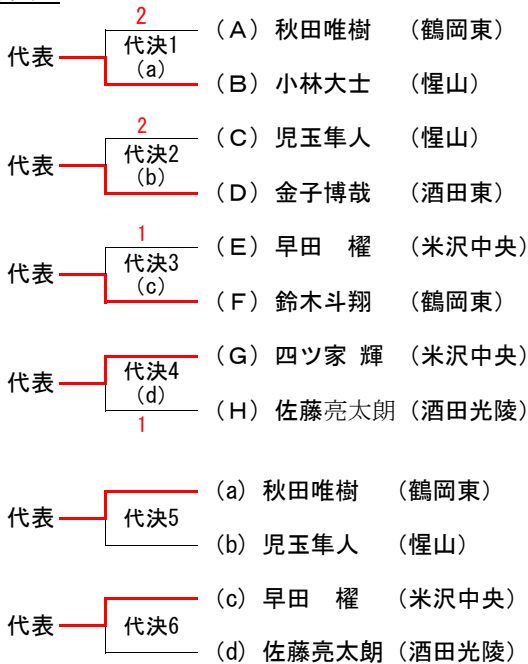 2
(A) 秋田唯樹 (鶴岡東)
代表 代決1
(a)
(B) 小林大士 (惺山)
2
(C) 児玉隼人 (惺山)
代表 代決2
(b)
(D) 金子博哉 (酒田東)
1
(E) 早田 櫂 (米沢中央)
代表 代決3
(c)
(F) 鈴木斗翔 (鶴岡東)
(G) 四ツ家 輝 (米沢中央)
代表 代決4
(d)
(H) 佐藤亮太朗 (酒田光陵)
1
(a) 秋田唯樹 (鶴岡東)
代表 代決5
(b) 児玉隼人 (惺山)
(c) 早田 櫂 (米沢中央)
代表 代決6
(d) 佐藤亮太朗 (酒田光陵)